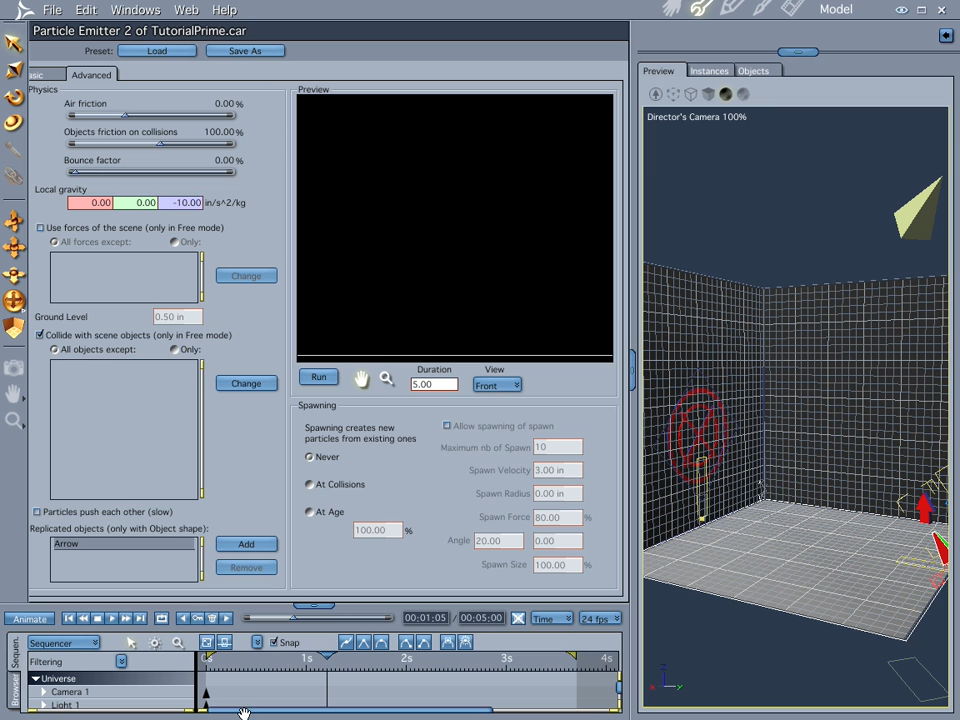 File Edit Windows Web Help Model
Particle Emitter 2 of TutorialPrime.car
Preset: Load Save As
asic Advanced
Physics
Air friction 0.00 %
Objects friction on collisions 100.00 %
Bounce factor 0.00 %
Local gravity
0.00 0.00 -10.00 in/s^2/kg
Use forces of the scene (only in Free mode)
All forces except: Only:
Change
Ground Level 0.50 in
Collide with scene objects (only in Free mode)
All objects except: Only:
Change
Particles push each other (slow)
Replicated objects (only with Object shape):
Arrow
Add
Remove
Preview
Run
Duration
5.00
View
Front
Spawning
Spawning creates new
particles from existing ones
Never
At Collisions
At Age
100.00 %
Allow spawning of spawn
Maximum nb of Spawn 10
Spawn Velocity 3.00 in
Spawn Radius 0.00 in
Spawn Force 80.00 %
Angle 20.00 0.00
Spawn Size 100.00 %
Preview Instances Objects
Director's Camera 100%
Z
X Y
Animate 00:01:05 / 00:05:00 Time 24 fps
Sequencer Snap
Filtering 0s 1s 2s 3s 4s
Universe
Camera 1
Light 1
Sequen.
Browser